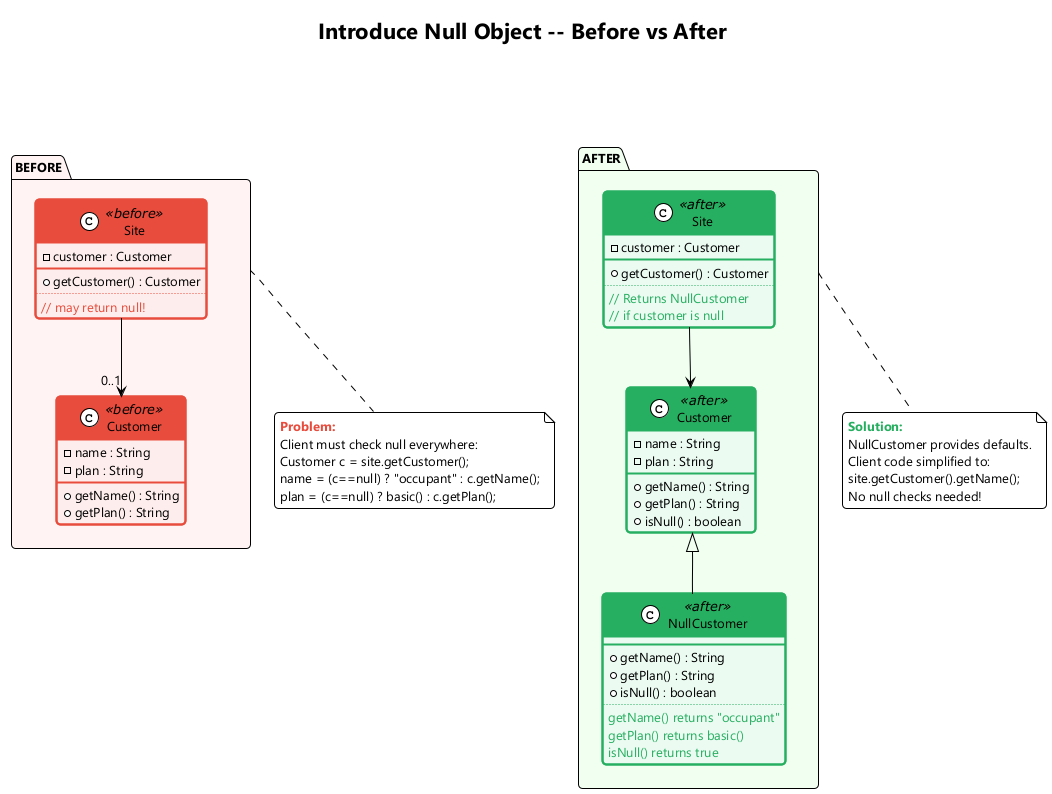 Introduce Null Object -- Before vs After
BEFORE
«before»
C
Site
customer : Customer
getCustomer() : Customer
// may return null!
0..1
«before»
C
Customer
name : String
plan : String
getName() : String
getPlan() : String
Problem:
Client must check null everywhere:
Customer c = site.getCustomer();
name = (c==null) ? "occupant" : c.getName();
plan = (c==null) ? basic() : c.getPlan();
AFTER
«after»
C
Site
customer : Customer
getCustomer() : Customer
// Returns NullCustomer
// if customer is null
«after»
C
Customer
name : String
plan : String
getName() : String
getPlan() : String
isNull() : boolean
«after»
C
NullCustomer
getName() : String
getPlan() : String
isNull() : boolean
getName() returns "occupant"
getPlan() returns basic()
isNull() returns true
Solution:
NullCustomer provides defaults.
Client code simplified to:
site.getCustomer().getName();
No null checks needed!